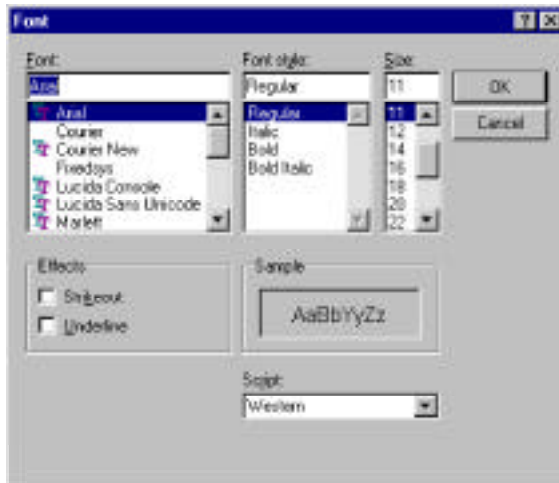 Font
Font:
Font style:
Size:
Arial
Regular
11
OK
Cancel
Arial
Courier
Courier New
Fixedsys
Lucida Console
Lucida Sans Unicode
Marlett
Regular
Italic
Bold
Bold Italic
11
12
14
16
18
20
22
Effects
Strikeout
Underline
Sample
AaBbYyZz
Script:
Western